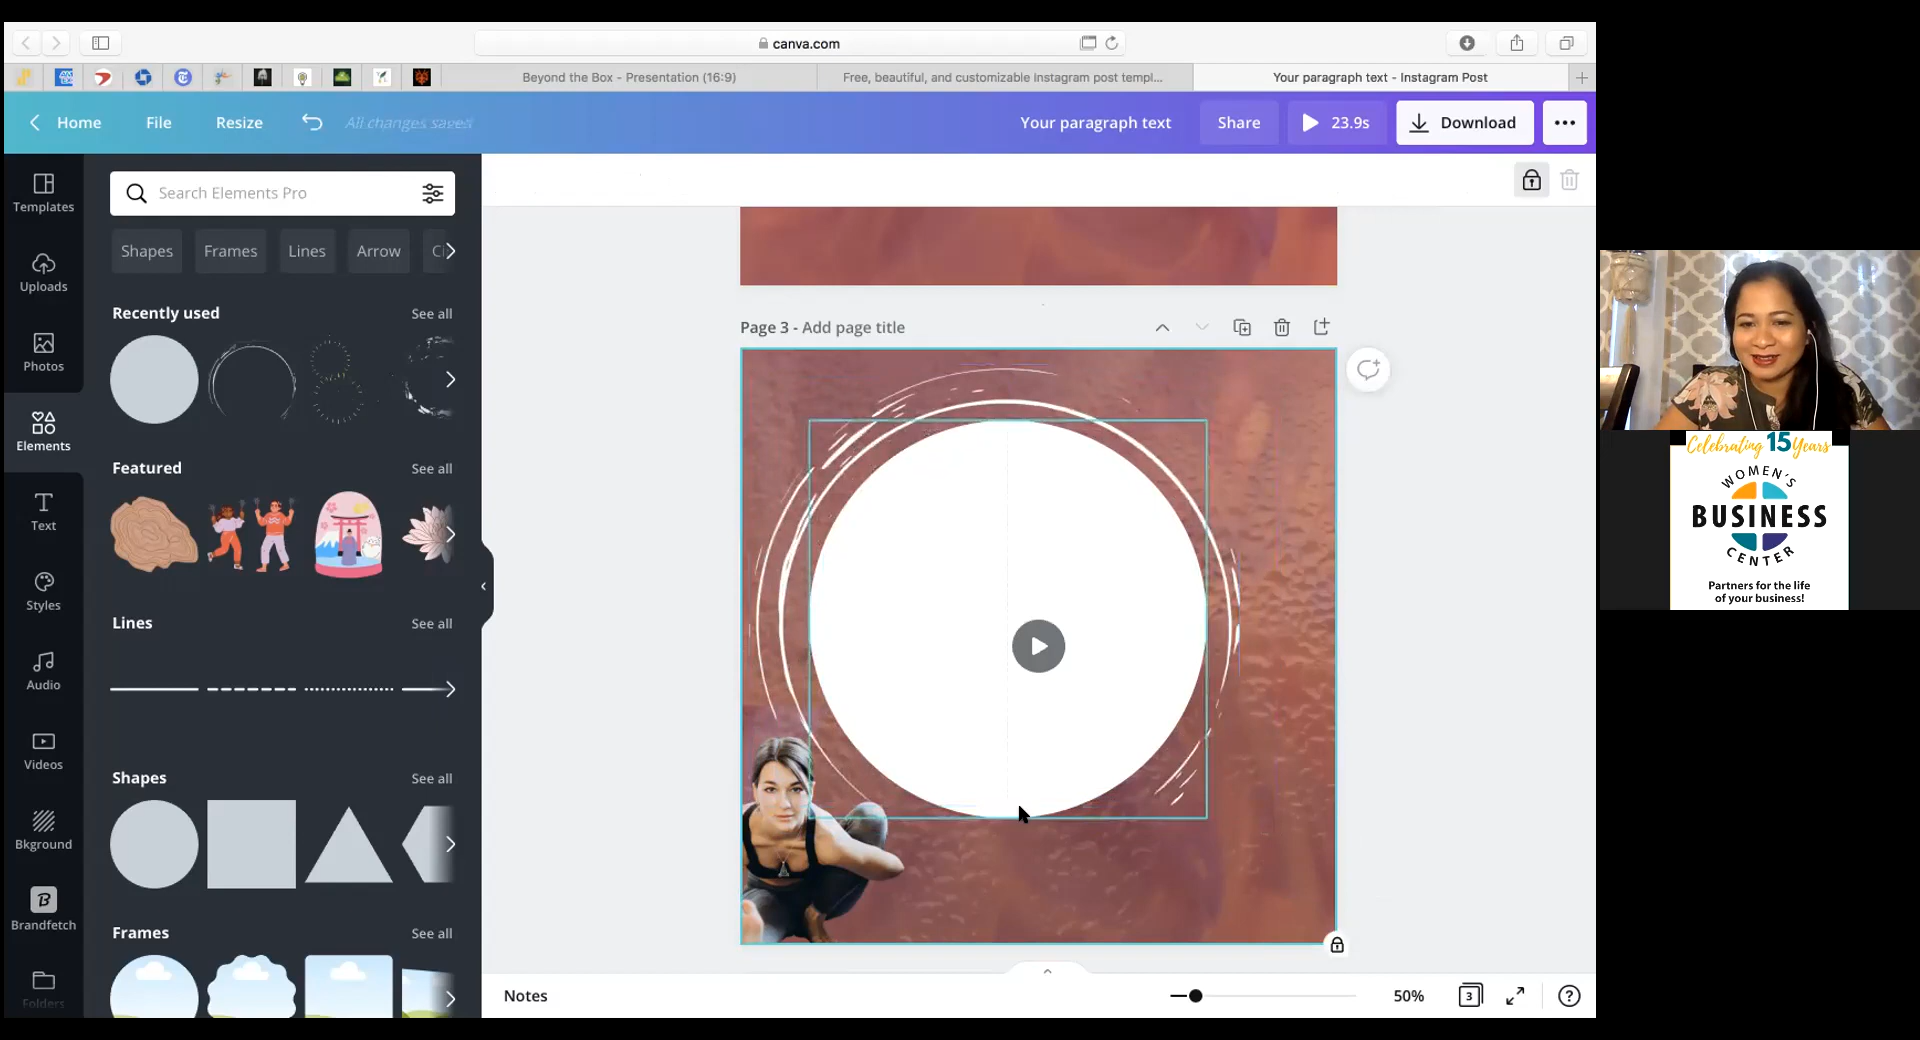 canva.com
Beyond the Box - Presentation (16:9)
Free, beautiful, and customizable Instagram post templ...
Your paragraph text - Instagram Post
Home
File
Resize
All changes saved
Your paragraph text
Share
23.9s
Download
Templates
Uploads
Photos
Elements
Text
Styles
Audio
Videos
Bkground
Brandfetch
Folders
Search Elements Pro
Shapes
Frames
Lines
Arrow
Recently used
See all
Featured
See all
Lines
See all
Shapes
See all
Frames
See all
Page 3 - Add page title
Notes
50%
3
Celebrating 15 Years
WOMEN'S
BUSINESS
CENTER
Partners for the life
of your business!